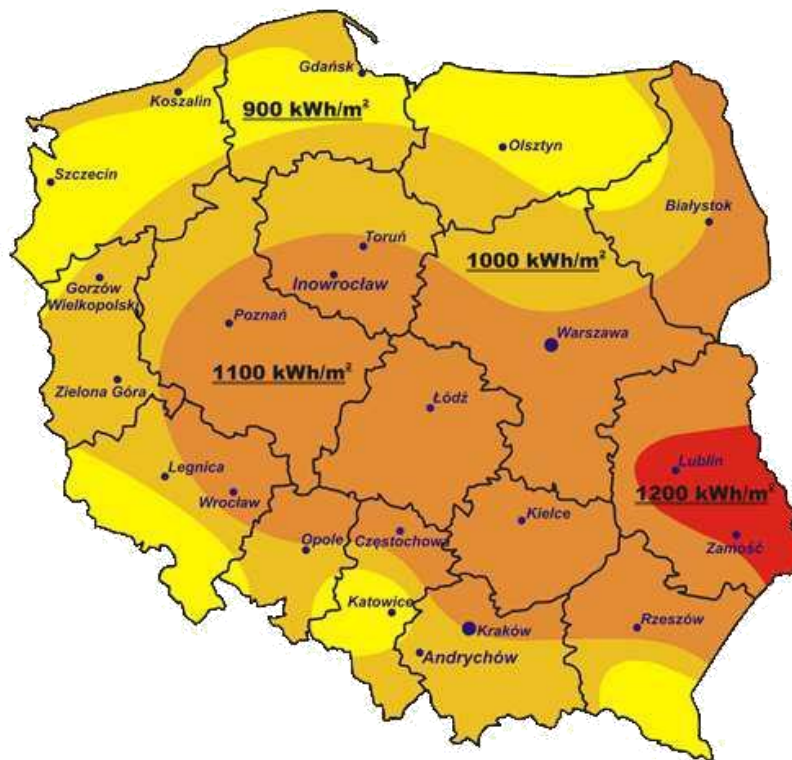 Gdańsk
Koszalin
900 kWh/m²
Olsztyn
Szczecin
Białystok
Toruń
1000 kWh/m²
Inowrocław
Gorzów
Wielkopolski
Poznań
Warszawa
1100 kWh/m²
Zielona Góra
Łódź
Legnica
Lublin
Wrocław
1200 kWh/m²
Kielce
Opole
Częstochowa
Zamość
Katowice
Kraków
Rzeszów
Andrychów